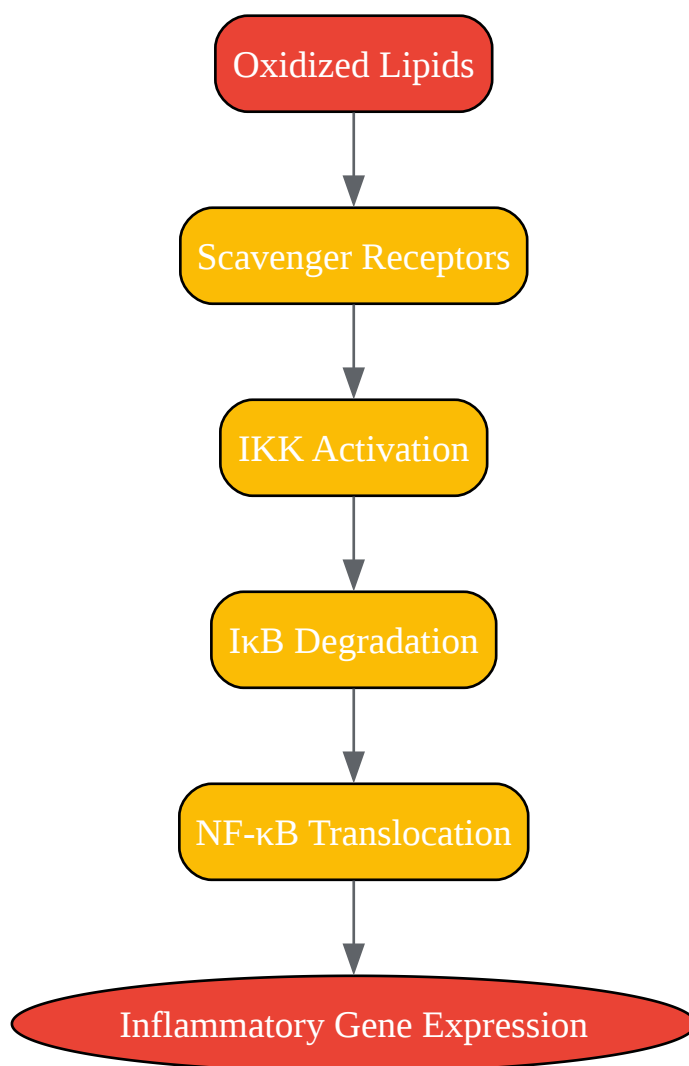 Oxidized Lipids
Scavenger Receptors
IKK Activation
IκB Degradation
NF-κB Translocation
Inflammatory Gene Expression